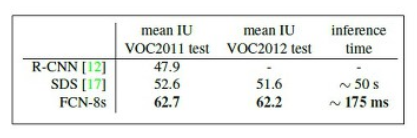 mean IU mean IU inference
VOC2011 test VOC2012 test time
R-CNN [12] 47.9 - -
SDS [17] 52.6 51.6 ∼ 50 s
FCN-8s 62.7 62.2 ∼ 175 ms